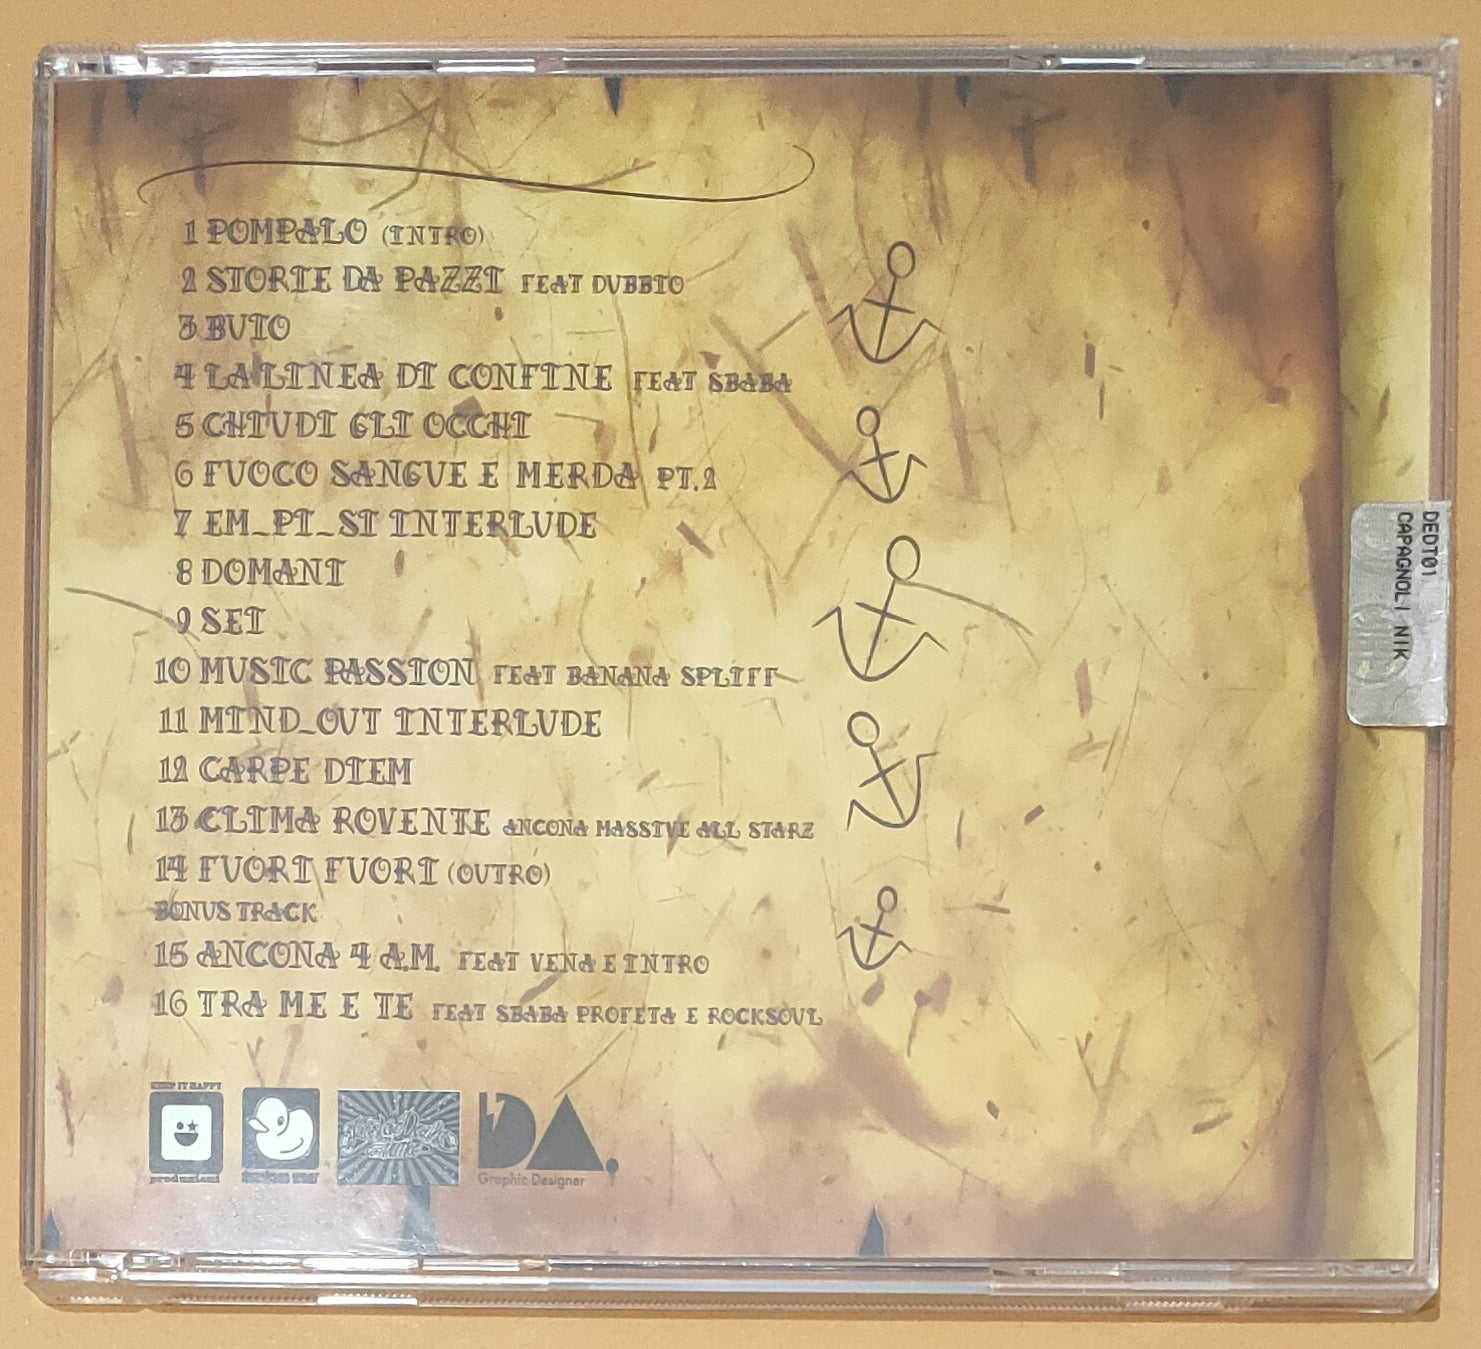 1 POMPALO (INTRO)
2 STORIE DA PAZZI FEAT DUBBIO
3 BUIO
4 LA LINEA DI CONFINE FEAT SBABA
5 CHIUDI GLI OCCHI
6 FUOCO SANGUE E MERDA PT.2
7 EM_PI_SI INTERLUDE
8 DOMANI
9 SEI
10 MUSIC PASSION FEAT BANANA SPLIFF
11 MIND_OUT INTERLUDE
12 CARPE DIEM
13 CLIMA ROVENTE ANCONA MASSIVE ALL STARZ
14 FUORI FUORI (OUTRO)
BONUS TRACK
15 ANCONA 4 A.M. FEAT VENA E INTRO
16 TRA ME E TE FEAT SBABA PROFETA E ROCKSOUL
KEEP IT HAPPY
produzioni
DA.
Graphic Designer
DEDT01
CAPAGNOLI NIK